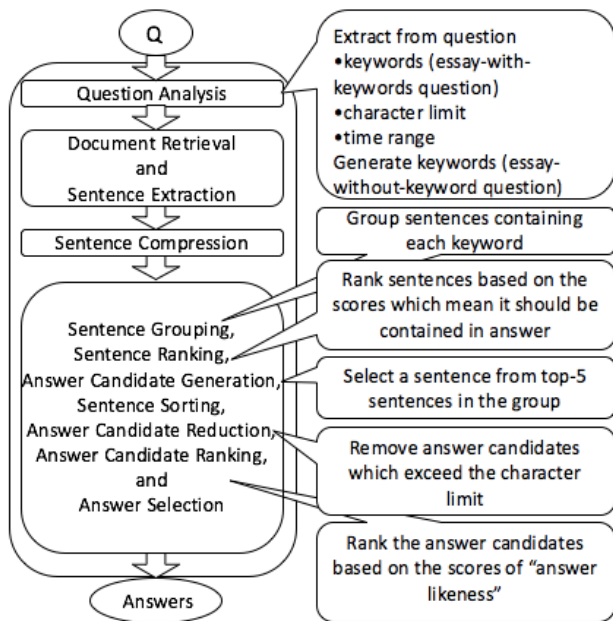 Q
Question Analysis
Document Retrieval
and
Sentence Extraction
Sentence Compression
Sentence Grouping,
Sentence Ranking,
Answer Candidate Generation,
Sentence Sorting,
Answer Candidate Reduction,
Answer Candidate Ranking,
and
Answer Selection
Answers
Extract from question
•keywords (essay-with-
keywords question)
•character limit
•time range
Generate keywords (essay-
without-keyword question)
Group sentences containing
each keyword
Rank sentences based on the
scores which mean it should be
contained in answer
Select a sentence from top-5
sentences in the group
Remove answer candidates
which exceed the character
limit
Rank the answer candidates
based on the scores of “answer
likeness”